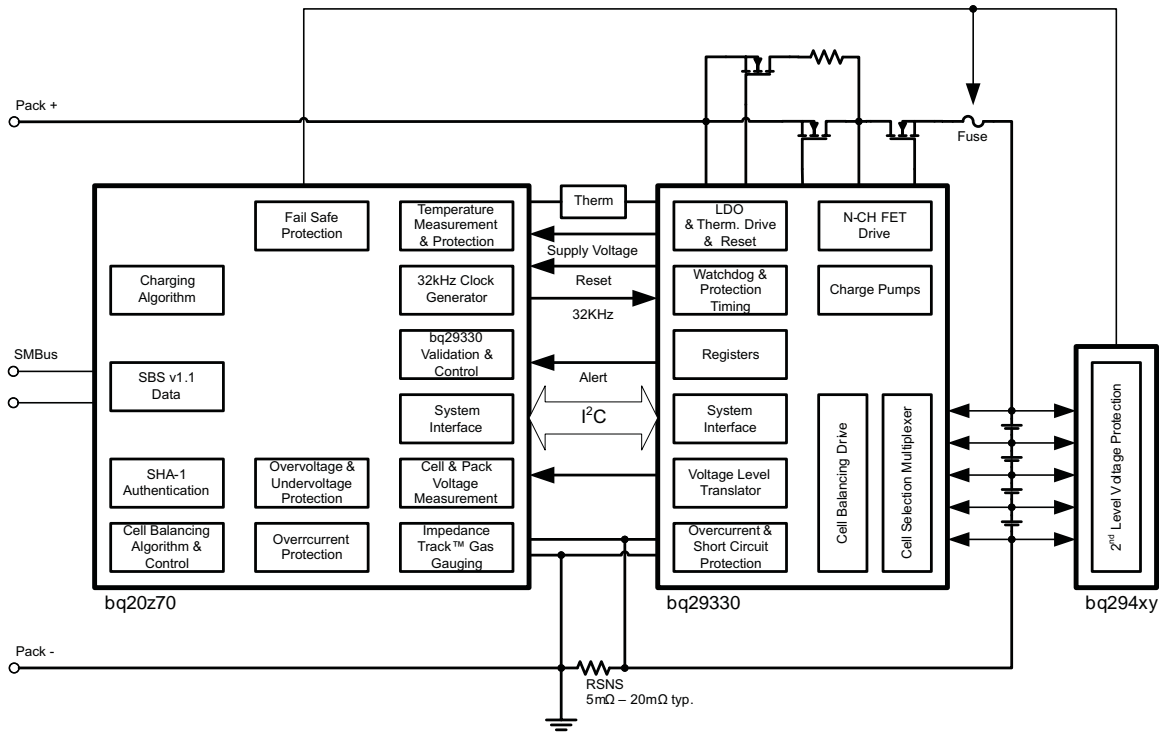 Pack +
Fuse
Fail Safe
Protection
Temperature
Measurement
& Protection
Therm
LDO
& Therm. Drive
& Reset
N-CH FET
Drive
Supply Voltage
Charging
Algorithm
32kHz Clock
Generator
Reset
32KHz
Watchdog &
Protection
Timing
Charge Pumps
bq29330
Validation &
Control
Alert
Registers
SMBus
SBS v1.1
Data
System
Interface
I²C
System
Interface
Cell Balancing Drive
Cell Selection Multiplexer
2nd Level Voltage Protection
SHA-1
Authentication
Overvoltage &
Undervoltage
Protection
Cell & Pack
Voltage
Measurement
Voltage Level
Translator
Cell Balancing
Algorithm &
Control
Overcurrent
Protection
Impedance
Track™ Gas
Gauging
Overcurrent &
Short Circuit
Protection
bq20z70
bq29330
bq294xy
Pack -
RSNS
5mΩ – 20mΩ typ.